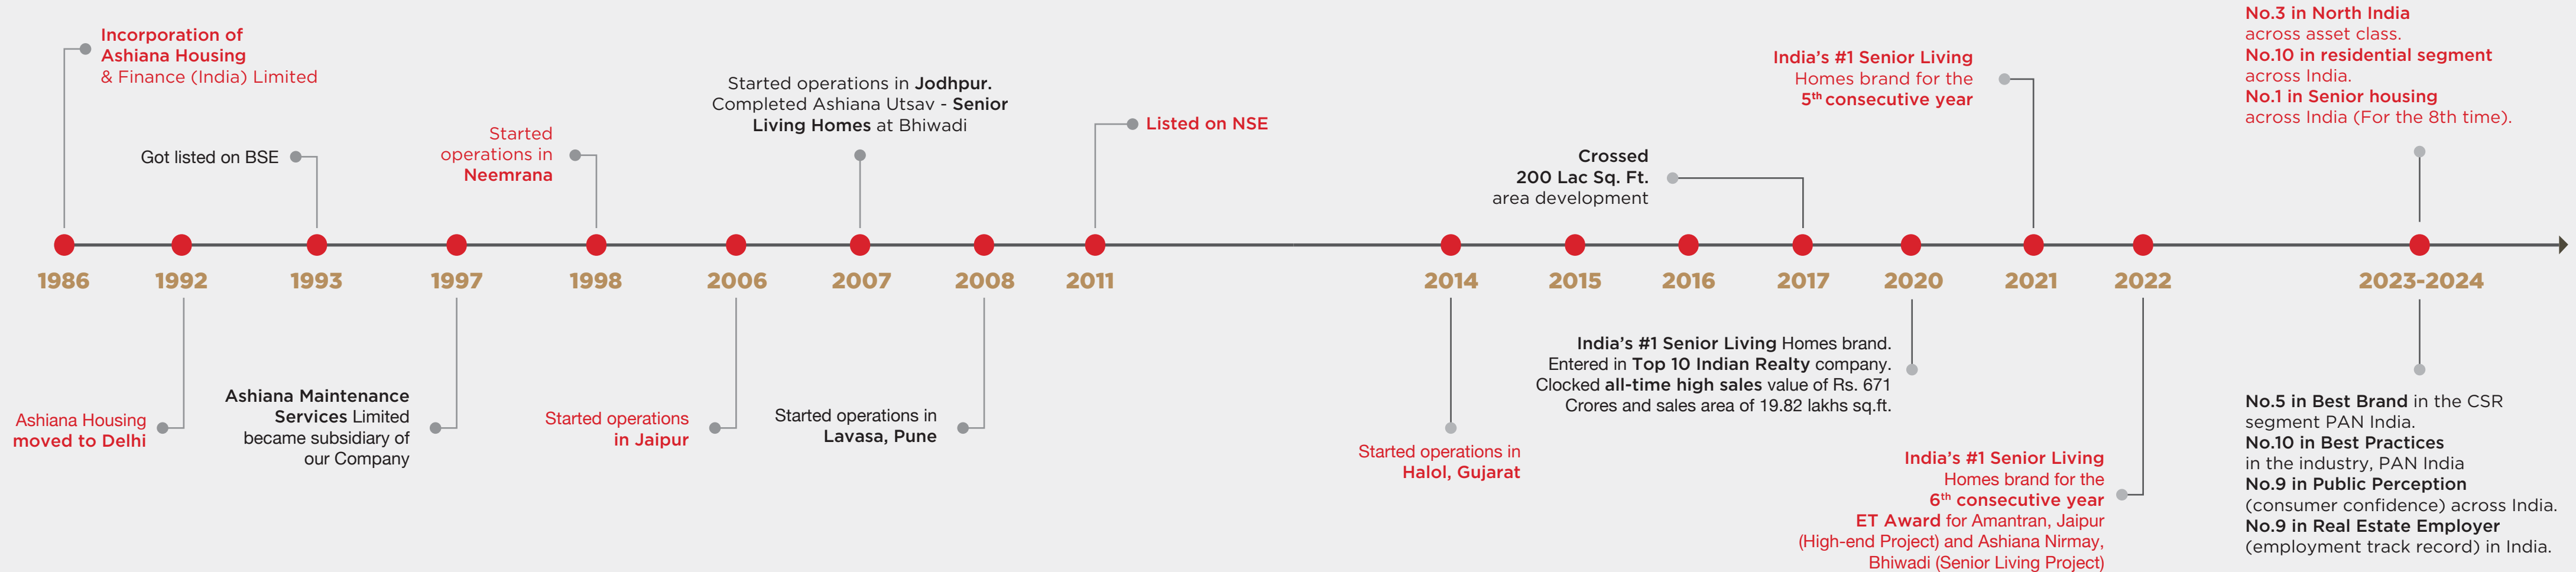 Incorporation of
Ashiana Housing
& Finance (India) Limited
Got listed on BSE
Started
operations in
Neemrana
Started operations in Jodhpur.
Completed Ashiana Utsav - Senior
Living Homes at Bhiwadi
Listed on NSE
Crossed
200 Lac Sq. Ft.
area development
India's #1 Senior Living
Homes brand for the
5th consecutive year
No.3 in North India
across asset class.
No.10 in residential segment
across India.
No.1 in Senior housing
across India (For the 8th time).
1986 1992 1993 1997 1998 2006 2007 2008 2011 2014 2015 2016 2017 2020 2021 2022 2023-2024
Ashiana Housing
moved to Delhi
Ashiana Maintenance
Services Limited
became subsidiary of
our Company
Started operations
in Jaipur
Started operations in
Lavasa, Pune
Started operations in
Halol, Gujarat
India's #1 Senior Living Homes brand.
Entered in Top 10 Indian Realty company.
Clocked all-time high sales value of Rs. 671
Crores and sales area of 19.82 lakhs sq.ft.
India's #1 Senior Living
Homes brand for the
6th consecutive year
ET Award for Amantran, Jaipur
(High-end Project) and Ashiana Nirmay,
Bhiwadi (Senior Living Project)
No.5 in Best Brand in the CSR
segment PAN India.
No.10 in Best Practices
in the industry, PAN India
No.9 in Public Perception
(consumer confidence) across India.
No.9 in Real Estate Employer
(employment track record) in India.